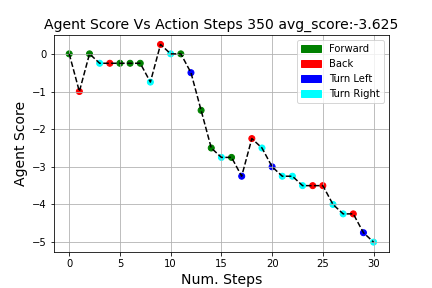 Agent Score Vs Action Steps 350 avg_score:-3.625
Agent Score
0
−1
−2
−3
−4
−5
Forward
Back
Turn Left
Turn Right
0 5 10 15 20 25 30
Num. Steps